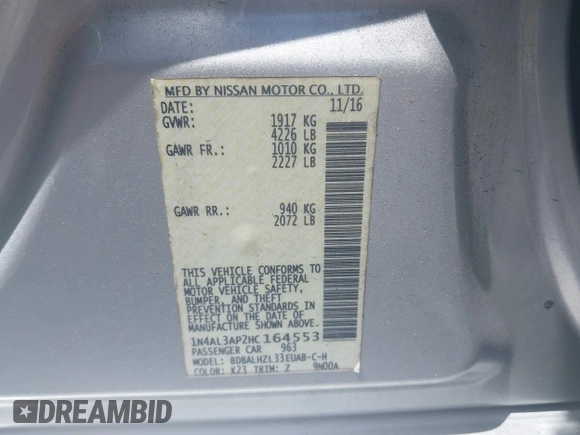 MFD BY NISSAN MOTOR CO., LTD.
DATE: 11/16
GVWR: 1917 KG
4226 LB
GAWR FR.: 1010 KG
2227 LB
GAWR RR.: 940 KG
2072 LB
THIS VEHICLE CONFORMS TO
ALL APPLICABLE FEDERAL
MOTOR VEHICLE SAFETY,
BUMPER, AND THEFT
PREVENTION STANDARDS IN
EFFECT ON THE DATE OF
MANUFACTURE SHOWN ABOVE.
1N4AL3AP2HC164553
PASSENGER CAR 963
MODEL: BDBALHZL33EUAB-C-H
COLOR: K23 TRIM: Z 9N00A
DREAMBID